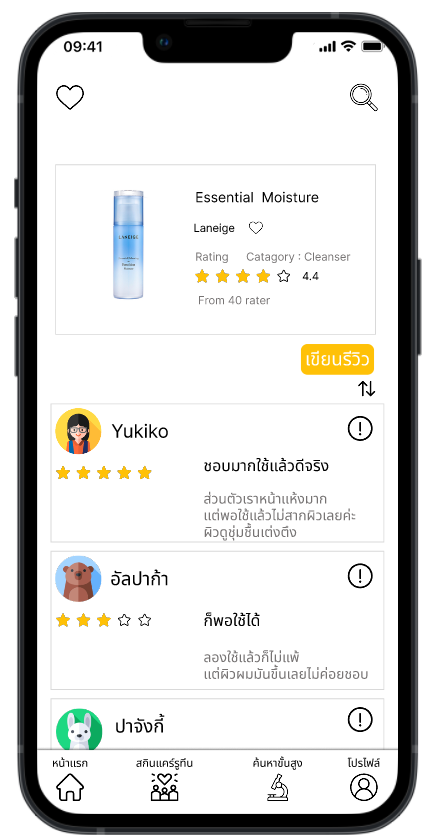 09:41
LANEIGE
Essential Moisture
Laneige
Rating Catagory : Cleanser
4.4
From 40 rater
เขียนรีวิว
Yukiko
ชอบมากใช้แล้วดีจริง
ส่วนตัวเราหน้าแห้งมาก
แต่พอใช้แล้วไม่สากผิวเลยค่ะ
ผิวดูชุ่มชื้นเต่งตึง
อัลปาก้า
ก็พอใช้ได้
ลองใช้แล้วก็ไม่แพ้
แต่ผิวผมมันขึ้นเลยไม่ค่อยชอบ
ปาจังกี้
หน้าแรก สกินแคร์รูทีน ค้นหาขั้นสูง โปรไฟล์